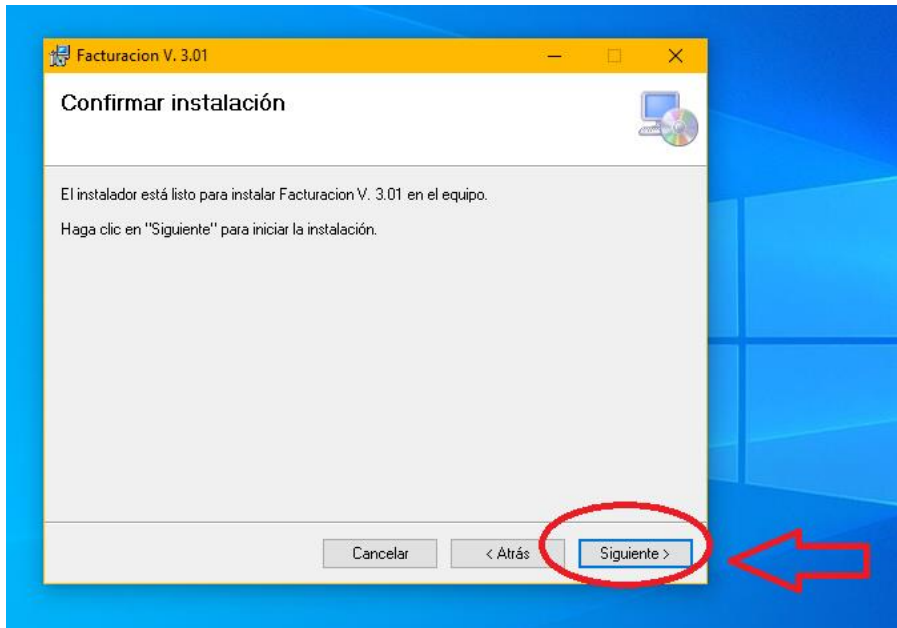 Facturacion V. 3.01
Confirmar instalación
El instalador está listo para instalar Facturacion V. 3.01 en el equipo.
Haga clic en "Siguiente" para iniciar la instalación.
Cancelar
< Atrás
Siguiente >